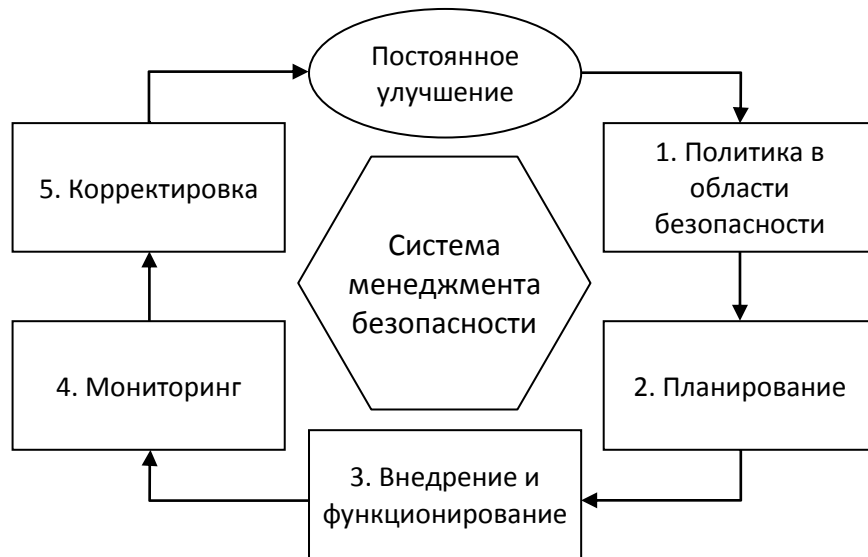 Постоянное
улучшение
1. Политика в
области
безопасности
2. Планирование
3. Внедрение и
функционирование
4. Мониторинг
5. Корректировка
Система
менеджмента
безопасности